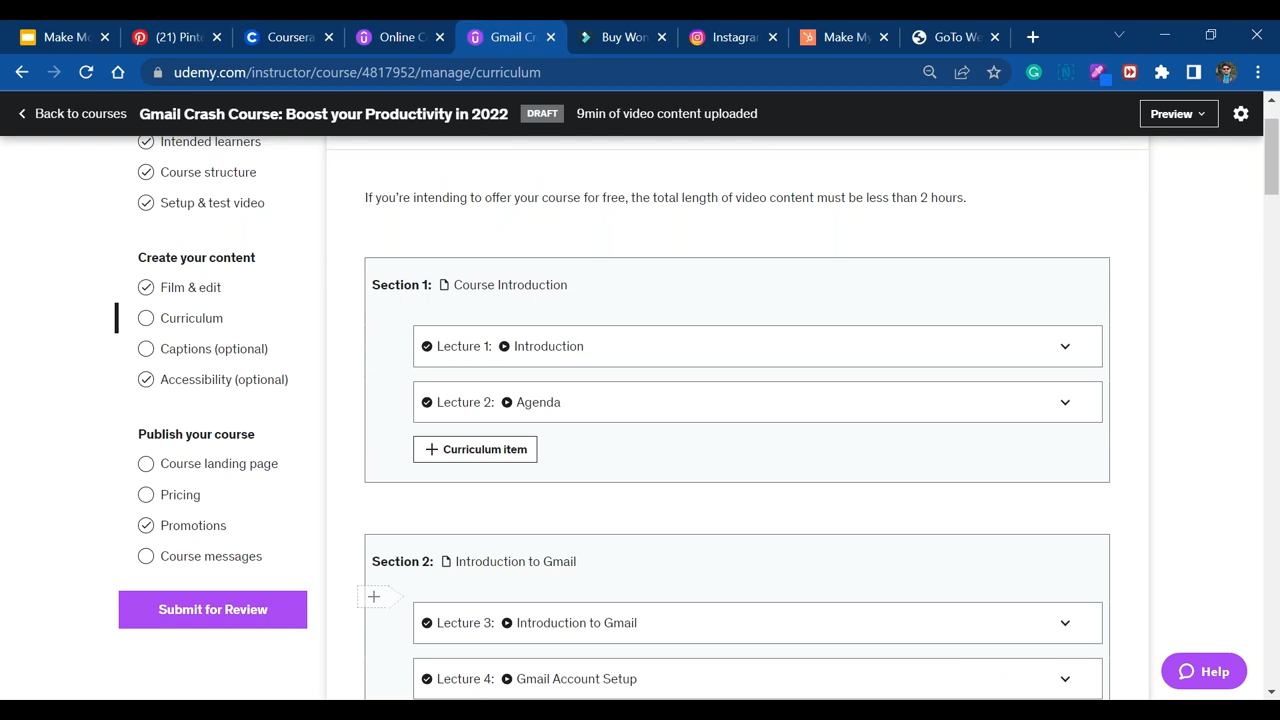 Make Mo
(21) Pint
Coursera
Online C
Gmail Cr
Buy Won
Instagra
Make My
GoTo We
udemy.com/instructor/course/4817952/manage/curriculum
Back to courses
Gmail Crash Course: Boost your Productivity in 2022
DRAFT
9min of video content uploaded
Preview
Intended learners
Course structure
Setup & test video
Create your content
Film & edit
Curriculum
Captions (optional)
Accessibility (optional)
Publish your course
Course landing page
Pricing
Promotions
Course messages
Submit for Review
If you're intending to offer your course for free, the total length of video content must be less than 2 hours.
Section 1: Course Introduction
Lecture 1: Introduction
Lecture 2: Agenda
+ Curriculum item
Section 2: Introduction to Gmail
Lecture 3: Introduction to Gmail
Lecture 4: Gmail Account Setup
Help